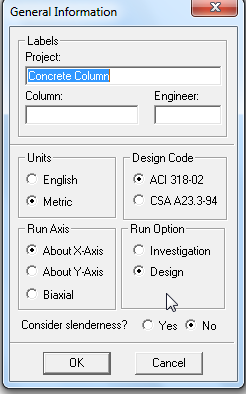 General Information
Labels
Project:
Concrete Column
Column: Engineer:
Units
English
Metric
Design Code
ACI 318-02
CSA A23.3-94
Run Axis
About X-Axis
About Y-Axis
Biaxial
Run Option
Investigation
Design
Consider slenderness? Yes No
OK Cancel